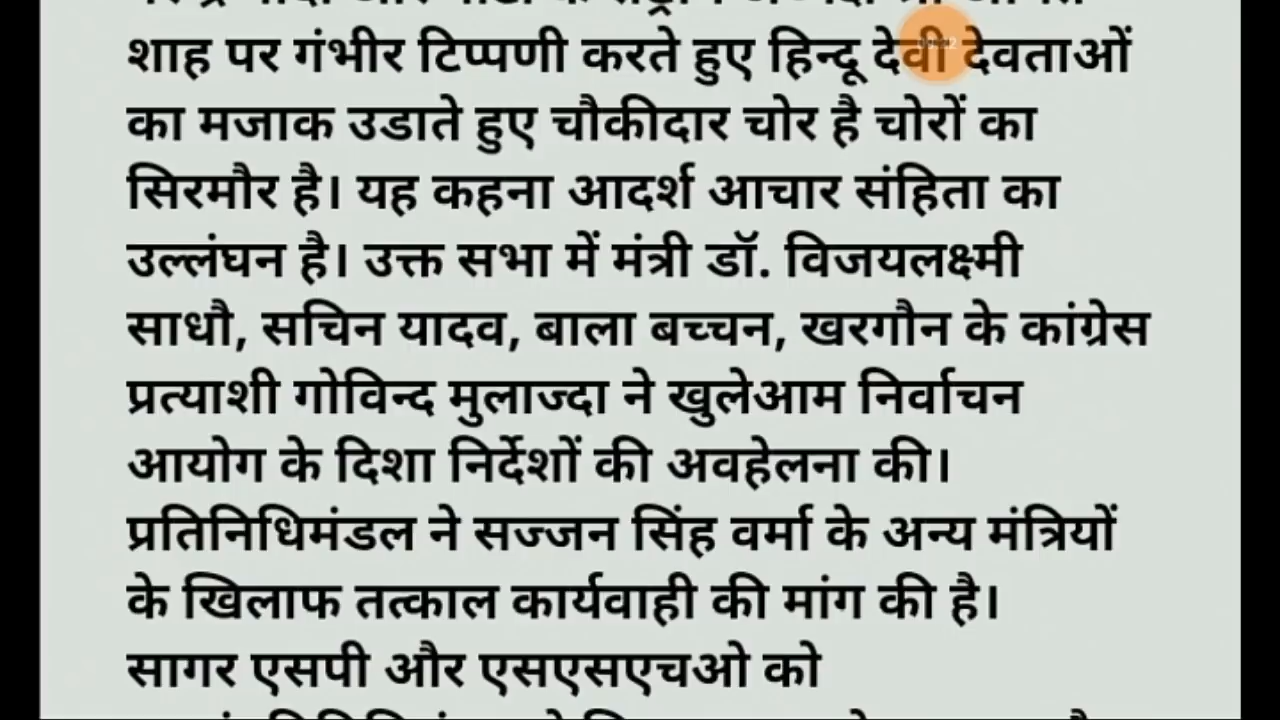 शाह पर गंभीर टिप्पणी करते हुए हिन्दू देवी देवताओं
का मजाक उडाते हुए चौकीदार चोर है चोरों का
सिरमौर है। यह कहना आदर्श आचार संहिता का
उल्लंघन है। उक्त सभा में मंत्री डॉ. विजयलक्ष्मी
साधौ, सचिन यादव, बाला बच्चन, खरगौन के कांग्रेस
प्रत्याशी गोविन्द मुलाज्दा ने खुलेआम निर्वाचन
आयोग के दिशा निर्देशों की अवहेलना की।
प्रतिनिधिमंडल ने सज्जन सिंह वर्मा के अन्य मंत्रियों
के खिलाफ तत्काल कार्यवाही की मांग की है।
सागर एसपी और एसएसएचओ को